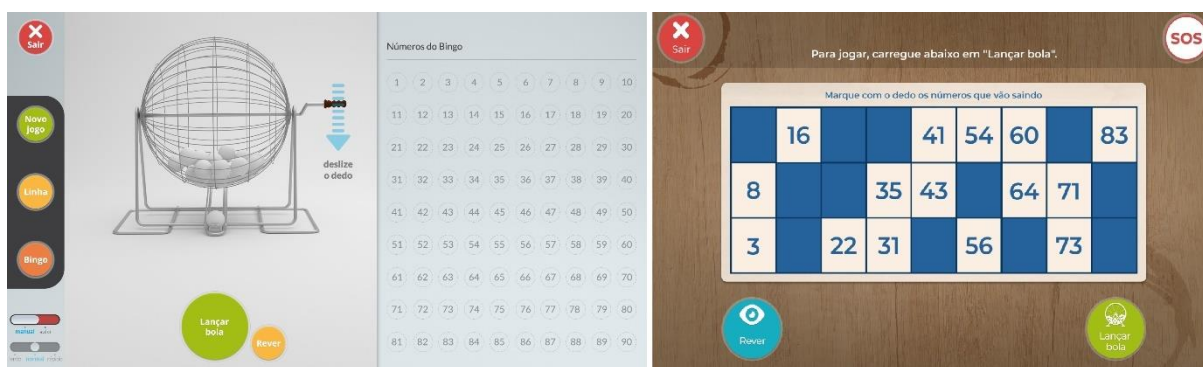 Sair
Novo
jogo
Linha
Bingo
manual
Números do Bingo
1 2 3 4 5 6 7 8 9 10
11 12 13 14 15 16 17 18 19 20
21 22 23 24 25 26 27 28 29 30
31 32 33 34 35 36 37 38 39 40
41 42 43 44 45 46 47 48 49 50
51 52 53 54 55 56 57 58 59 60
61 62 63 64 65 66 67 68 69 70
71 72 73 74 75 76 77 78 79 80
81 82 83 84 85 86 87 88 89 90
deslize
o dedo
Lançar
bola
Rever
Sair
SOS
Para jogar, carregue abaixo em "Lançar bola".
Marque com o dedo os números que vão saindo
16 41 54 60 83
8 35 43 64 71
3 22 31 56 73
Rever
Lançar
bola